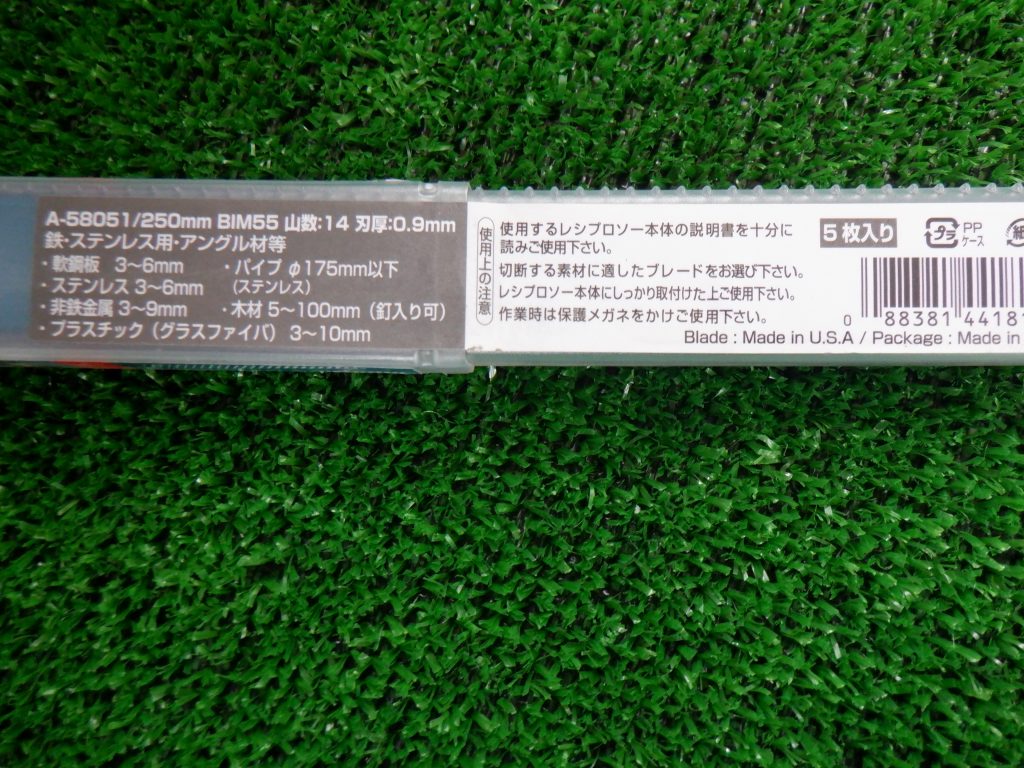 A-58051/250mm BIM55 山数:14 刃厚:0.9mm
鉄・ステンレス用・アングル材等
・軟鋼板 3~6mm
・ステンレス 3~6mm
・非鉄金属 3~9mm
・プラスチック（グラスファイバ） 3~10mm
・パイプ φ175mm以下
（ステンレス）
・木材 5~100mm（釘入り可）
使用上の注意
使用するレシプロソー本体の説明書を十分に
読みご使用下さい。
切断する素材に適したブレードをお選び下さい。
レシプロソー本体にしっかり取付けた上ご使用下さい。
作業時は保護メガネをかけご使用下さい。
5枚入り
プラ
PP
ケース
紙
0 88381 4418
Blade : Made in U.S.A / Package : Made in